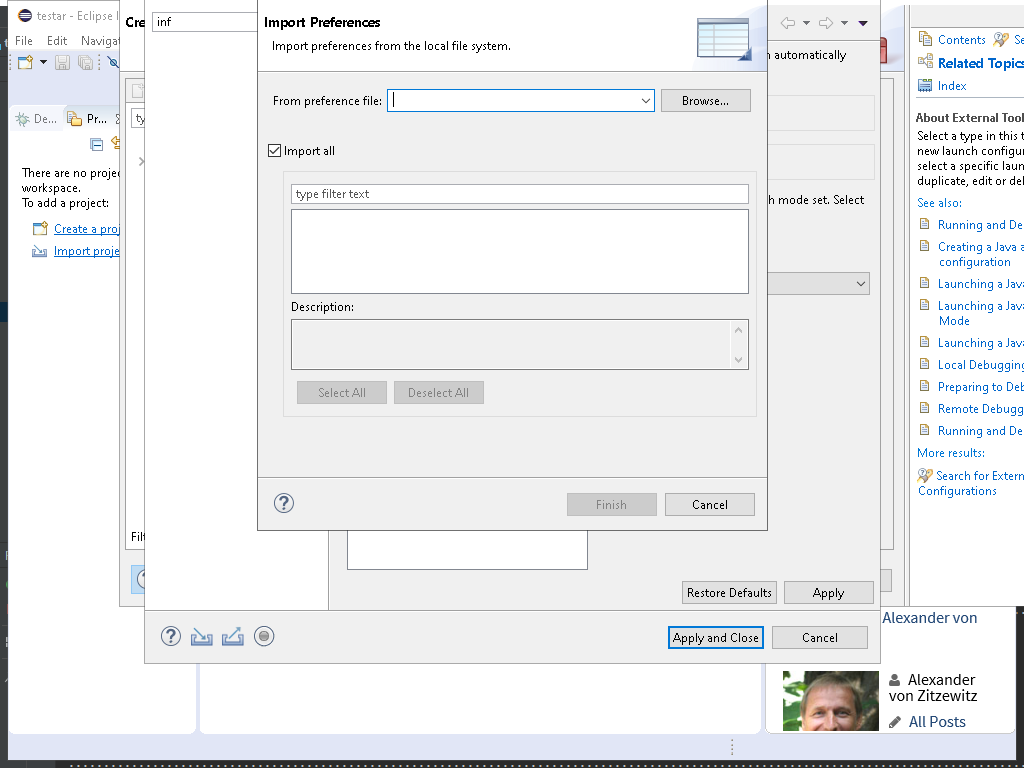 testar - Eclipse I
File Edit Navigat
De...
Pr...
There are no projec
workspace.
To add a project:
Create a proj
Import proje
Cre
ty
Filt
inf
Import Preferences
Import preferences from the local file system.
From preference file:
Browse...
Import all
type filter text
Description:
Select All
Deselect All
Finish
Cancel
automatically
h mode set. Select
Restore Defaults
Apply
Apply and Close
Cancel
Contents
Se
Related Topics
Index
About External Tool
Select a type in this t
new launch configur
select a specific laun
duplicate, edit or del
See also:
Running and De
Creating a Java a
configuration
Launching a Java
Launching a Java
Mode
Launching a Java
Local Debugging
Preparing to Deb
Remote Debugg
Running and De
More results:
Search for Extern
Configurations
Alexander von
Alexander
von Zitzewitz
All Posts